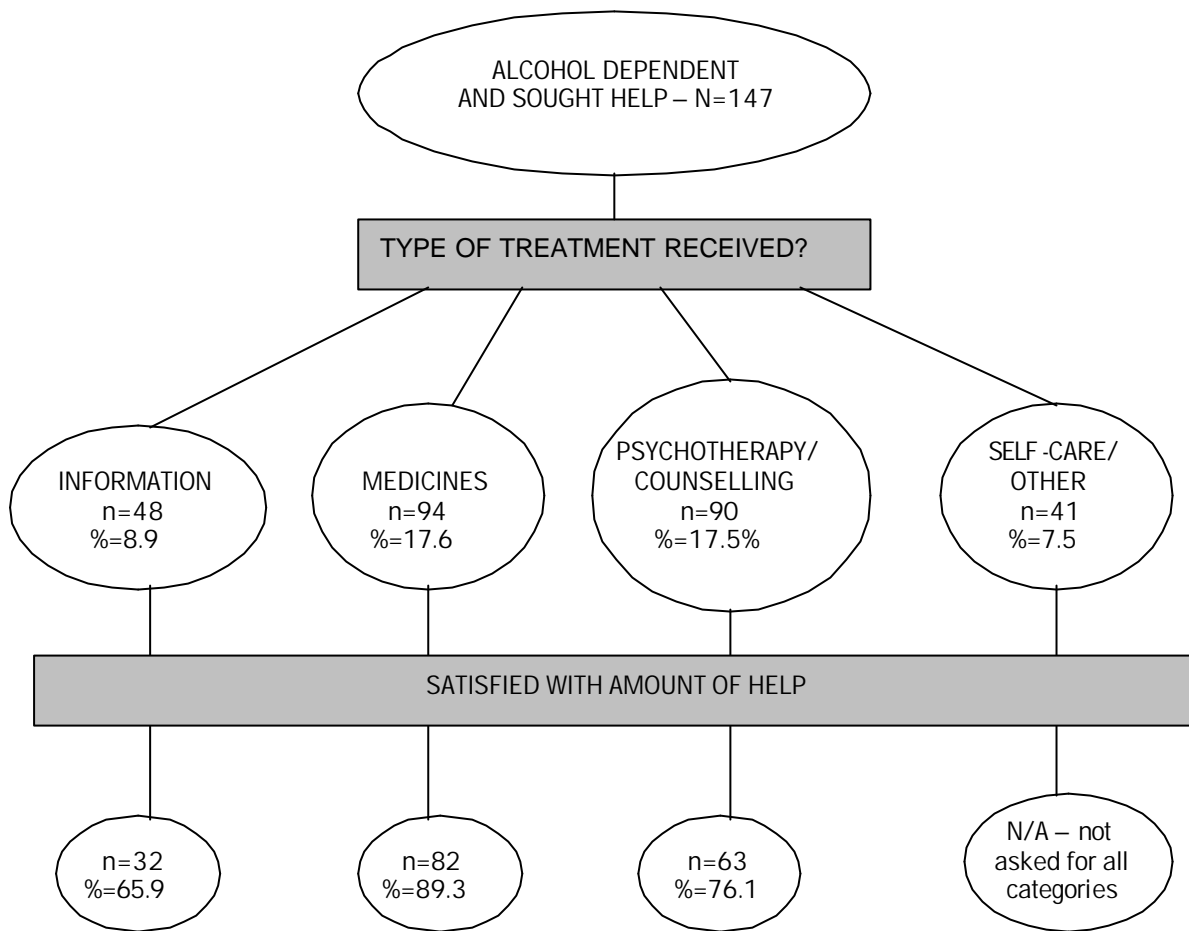 ALCOHOL DEPENDENT
AND SOUGHT HELP – N=147
TYPE OF TREATMENT RECEIVED?
INFORMATION
n=48
%=8.9
MEDICINES
n=94
%=17.6
PSYCHOTHERAPY/
COUNSELLING
n=90
%=17.5%
SELF-CARE/
OTHER
n=41
%=7.5
SATISFIED WITH AMOUNT OF HELP
n=32
%=65.9
n=82
%=89.3
n=63
%=76.1
N/A – not
asked for all
categories